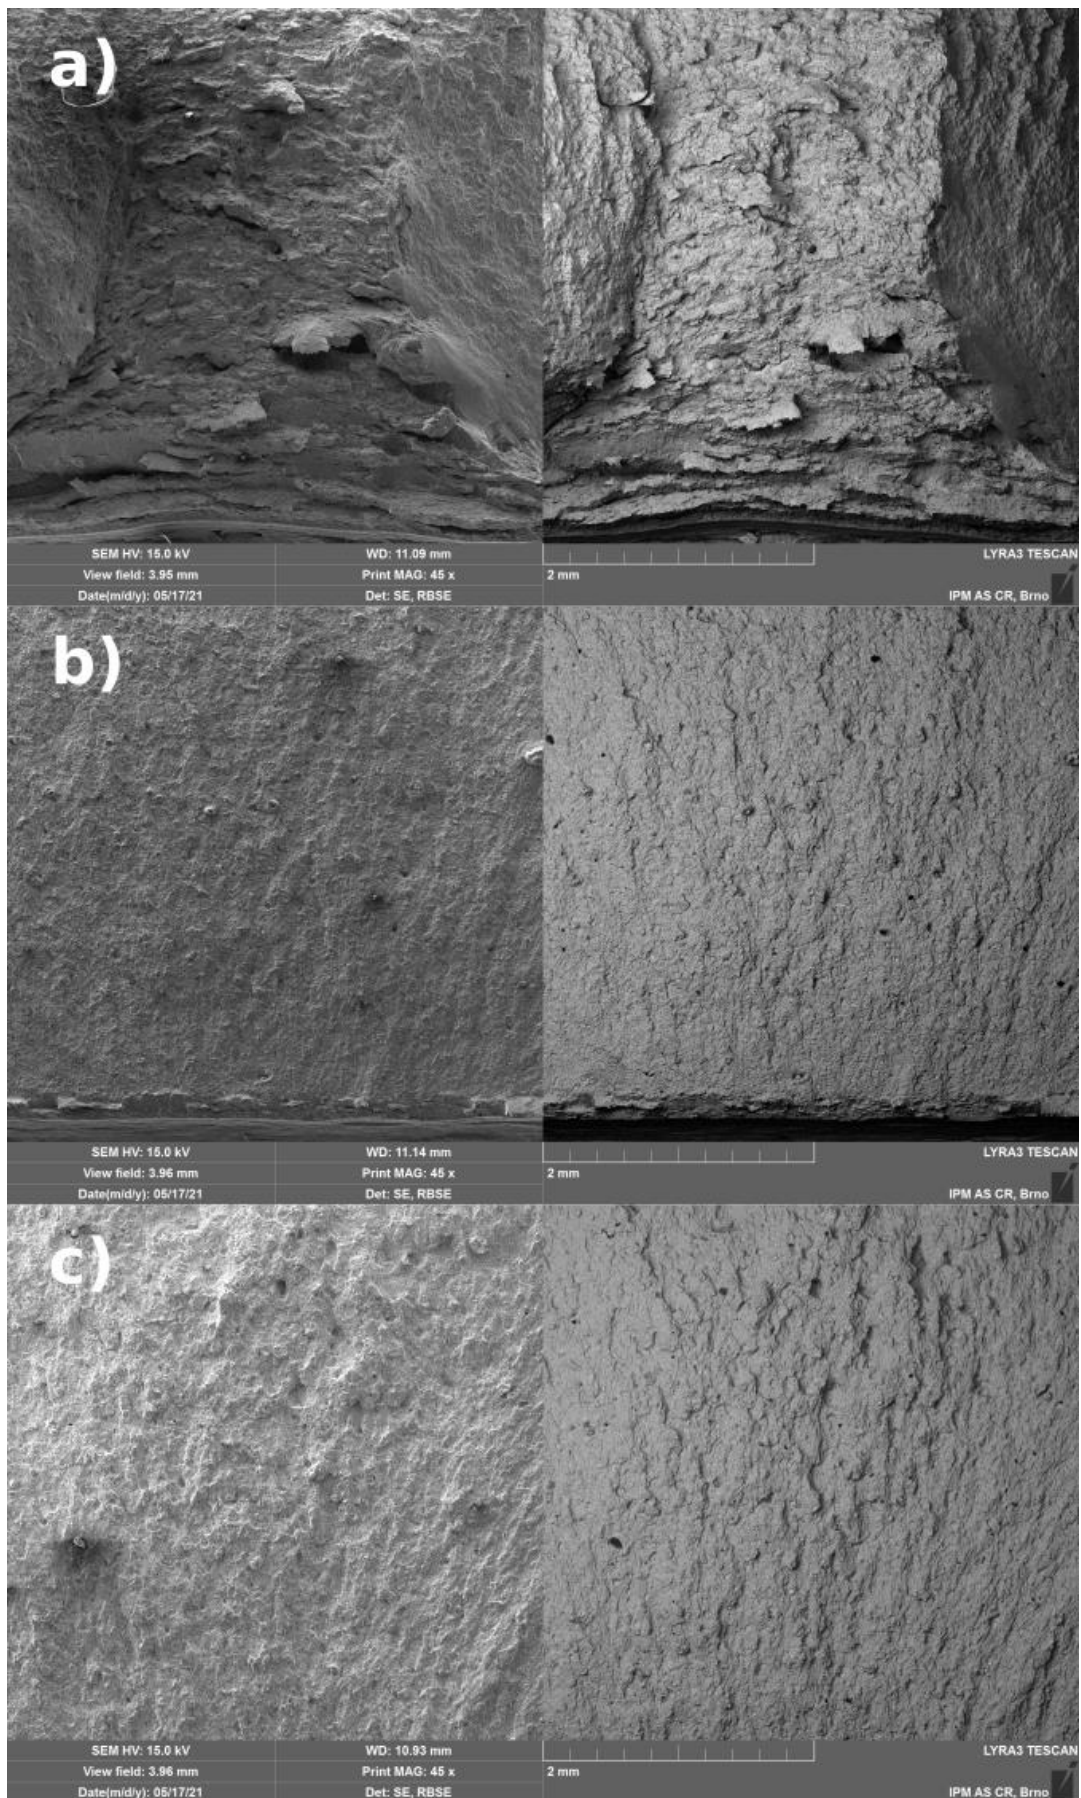 a)
SEM HV: 15.0 kV WD: 11.09 mm LYRA3 TESCAN
View field: 3.95 mm Print MAG: 45 x 2 mm
Date(m/d/y): 05/17/21 Det: SE, RBSE IPM AS CR, Brno
b)
SEM HV: 15.0 kV WD: 11.14 mm LYRA3 TESCAN
View field: 3.96 mm Print MAG: 45 x 2 mm
Date(m/d/y): 05/17/21 Det: SE, RBSE IPM AS CR, Brno
c)
SEM HV: 15.0 kV WD: 10.93 mm LYRA3 TESCAN
View field: 3.96 mm Print MAG: 45 x 2 mm
Date(m/d/y): 05/17/21 Det: SE, RBSE IPM AS CR, Brno